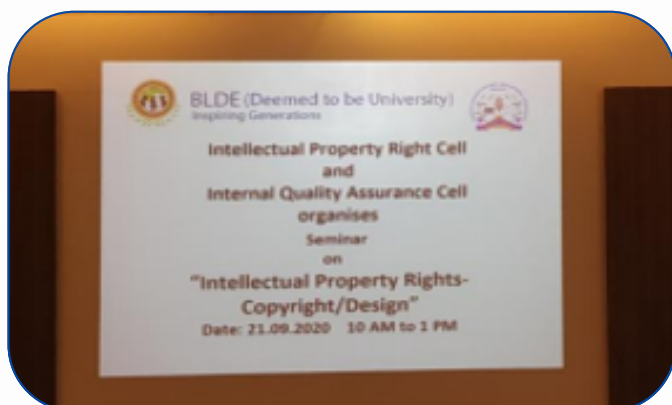 BLDE (Deemed to be University)
Inspiring Generations
Intellectual Property Right Cell
and
Internal Quality Assurance Cell
organises
Seminar
on
“Intellectual Property Rights-
Copyright/Design”
Date: 21.09.2020 10 AM to 1 PM